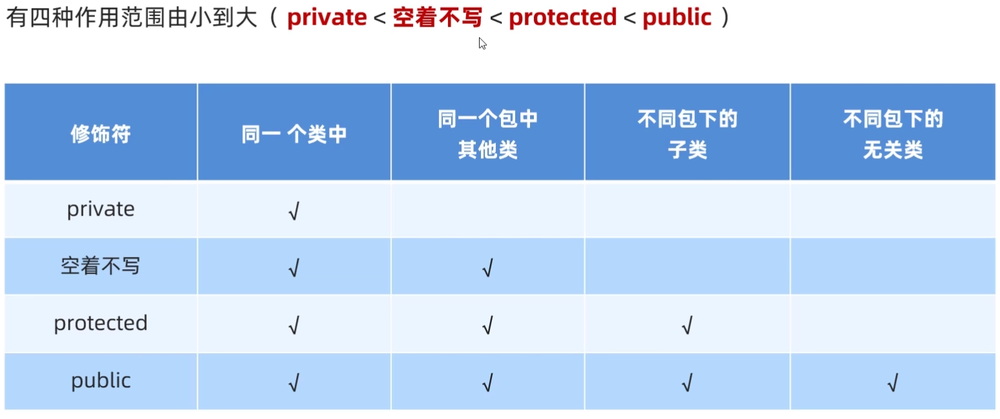 有四种作用范围由小到大（ private < 空着不写 < protected < public ）
修饰符 同一 个类中 同一个包中 其他类 不同包下的 子类 不同包下的 无关类
private √
空着不写 √ √
protected √ √ √
public √ √ √ √